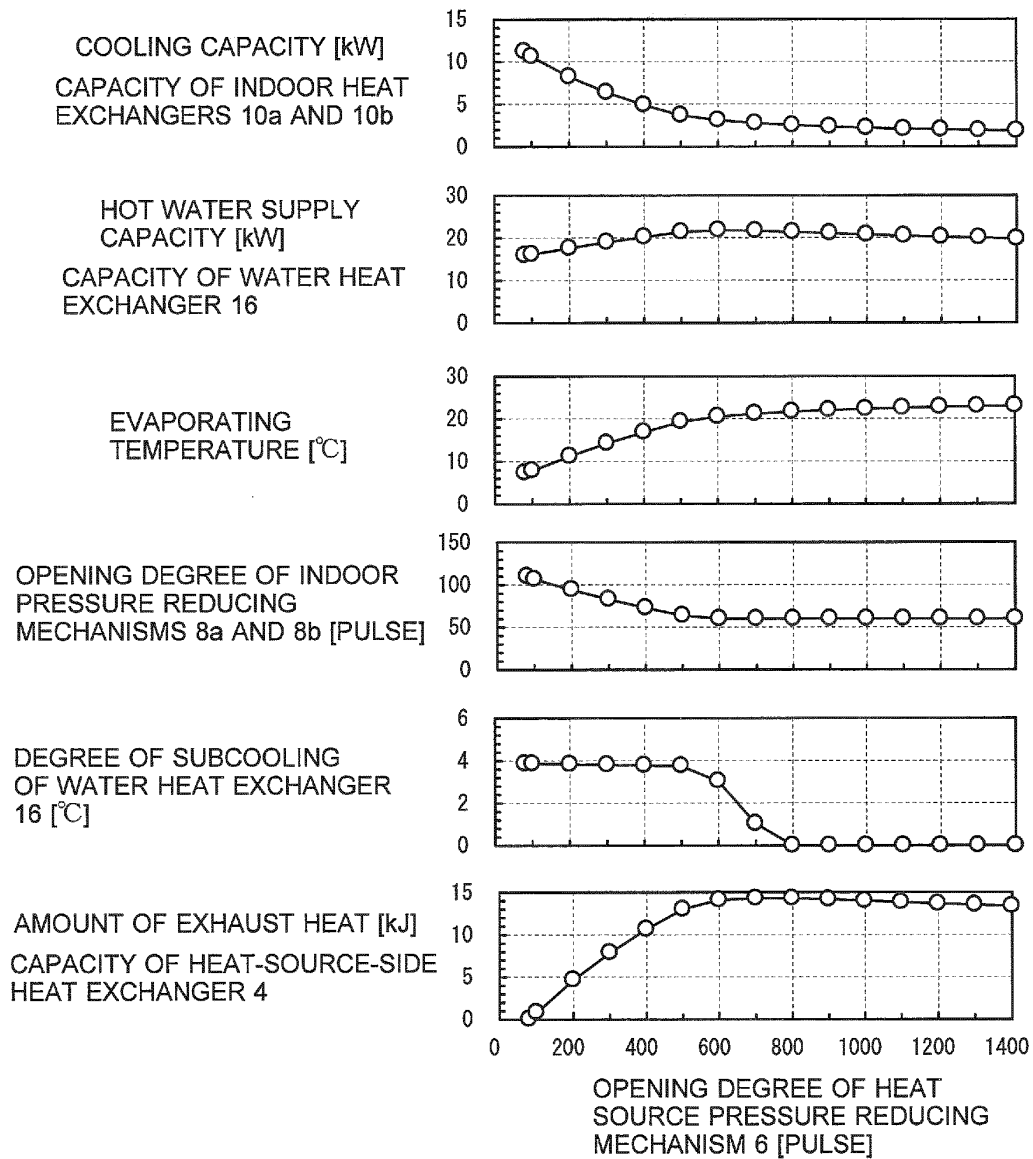 COOLING CAPACITY [kW]
CAPACITY OF INDOOR HEAT
EXCHANGERS 10a AND 10b
15
10
5
0
HOT WATER SUPPLY
CAPACITY [kW]
CAPACITY OF WATER HEAT
EXCHANGER 16
30
20
10
0
EVAPORATING
TEMPERATURE [℃]
30
20
10
0
OPENING DEGREE OF INDOOR
PRESSURE REDUCING
MECHANISMS 8a AND 8b [PULSE]
150
100
50
0
DEGREE OF SUBCOOLING
OF WATER HEAT EXCHANGER
16 [℃]
6
4
2
0
AMOUNT OF EXHAUST HEAT [kJ]
CAPACITY OF HEAT-SOURCE-SIDE
HEAT EXCHANGER 4
15
10
5
0
0 200 400 600 800 1000 1200 1400
OPENING DEGREE OF HEAT
SOURCE PRESSURE REDUCING
MECHANISM 6 [PULSE]